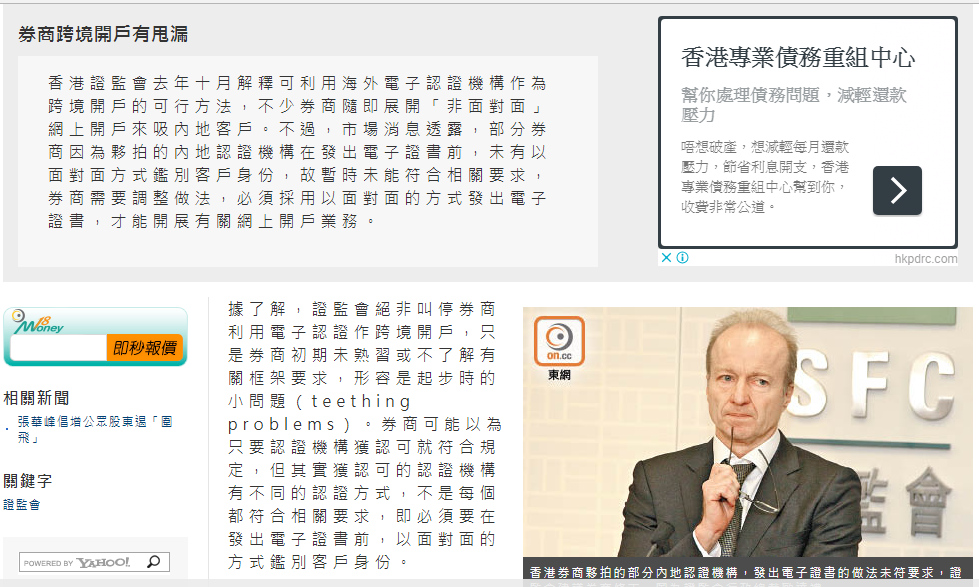 券商跨境開戶有甩漏
香港證監會去年十月解釋可利用海外電子認證機構作為
跨境開戶的可行方法，不少券商隨即展開「非面對面」
網上開戶來吸內地客戶。不過，市場消息透露，部分券
商因為夥拍的內地認證機構在發出電子證書前，未有以
面對面方式鑑別客戶身份，故暫時未能符合相關要求，
券商需要調整做法，必須採用以面對面的方式發出電子
證書，才能開展有關網上開戶業務。
香港專業債務重組中心
幫你處理債務問題，減輕還款
壓力
唔想破產，想減輕每月還款
壓力，節省利息開支，香港
專業債務重組中心幫到你，
收費非常公道。
hkpdrc.com
Money18
即秒報價
相關新聞
張華峰倡增公眾股東遏「圍
飛」
關鍵字
證監會
POWERED BY YAHOO!
據了解，證監會絕非叫停券商
利用電子認證作跨境開戶，只
是券商初期未熟習或不了解有
關框架要求，形容是起步時的
小問題（teething
problems）。券商可能以為
只要認證機構獲認可就符合規
定，但其實獲認可的認證機構
有不同的認證方式，不是每個
都符合相關要求，即必須要在
發出電子證書前，以面對面的
方式鑑別客戶身份。
on.cc
東網
SFC
監會
香港券商夥拍的部分內地認證機構，發出電子證書的做法未符要求，證